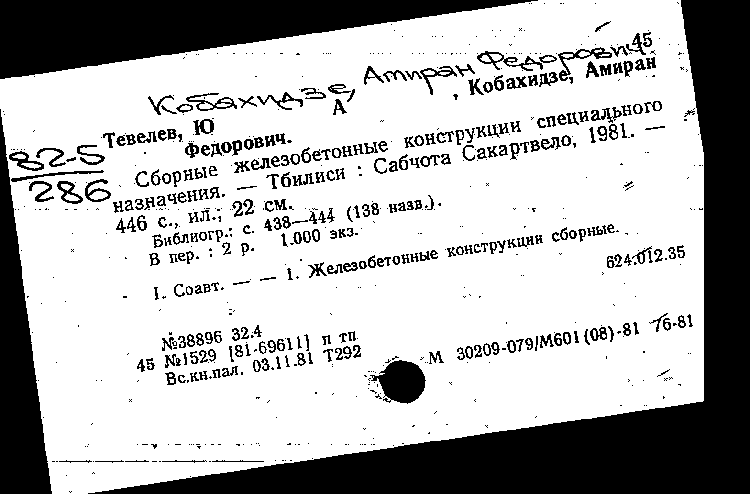 45
Кобахидзе, Амиран Федорович
Тевелев, Ю А , Кобахидзе, Амиран
Федорович.
82-5
286
Сборные железобетонные конструкции специального
назначения. — Тбилиси : Сабчота Сакартвело, 1981. —
446 с., ил.; 22 см.
Библиогр.: с. 438—444 (138 назв.).
В пер. : 2 р. 1.000 экз.
I. Соавт. — — 1. Железобетонные конструкции сборные.
624.012.35
№38896 32.4
45 №1529 [81-69611] п тп
Вс.кн.пал. 03.11.81 Т292
М 30209-079/М601(08)-81 76-81